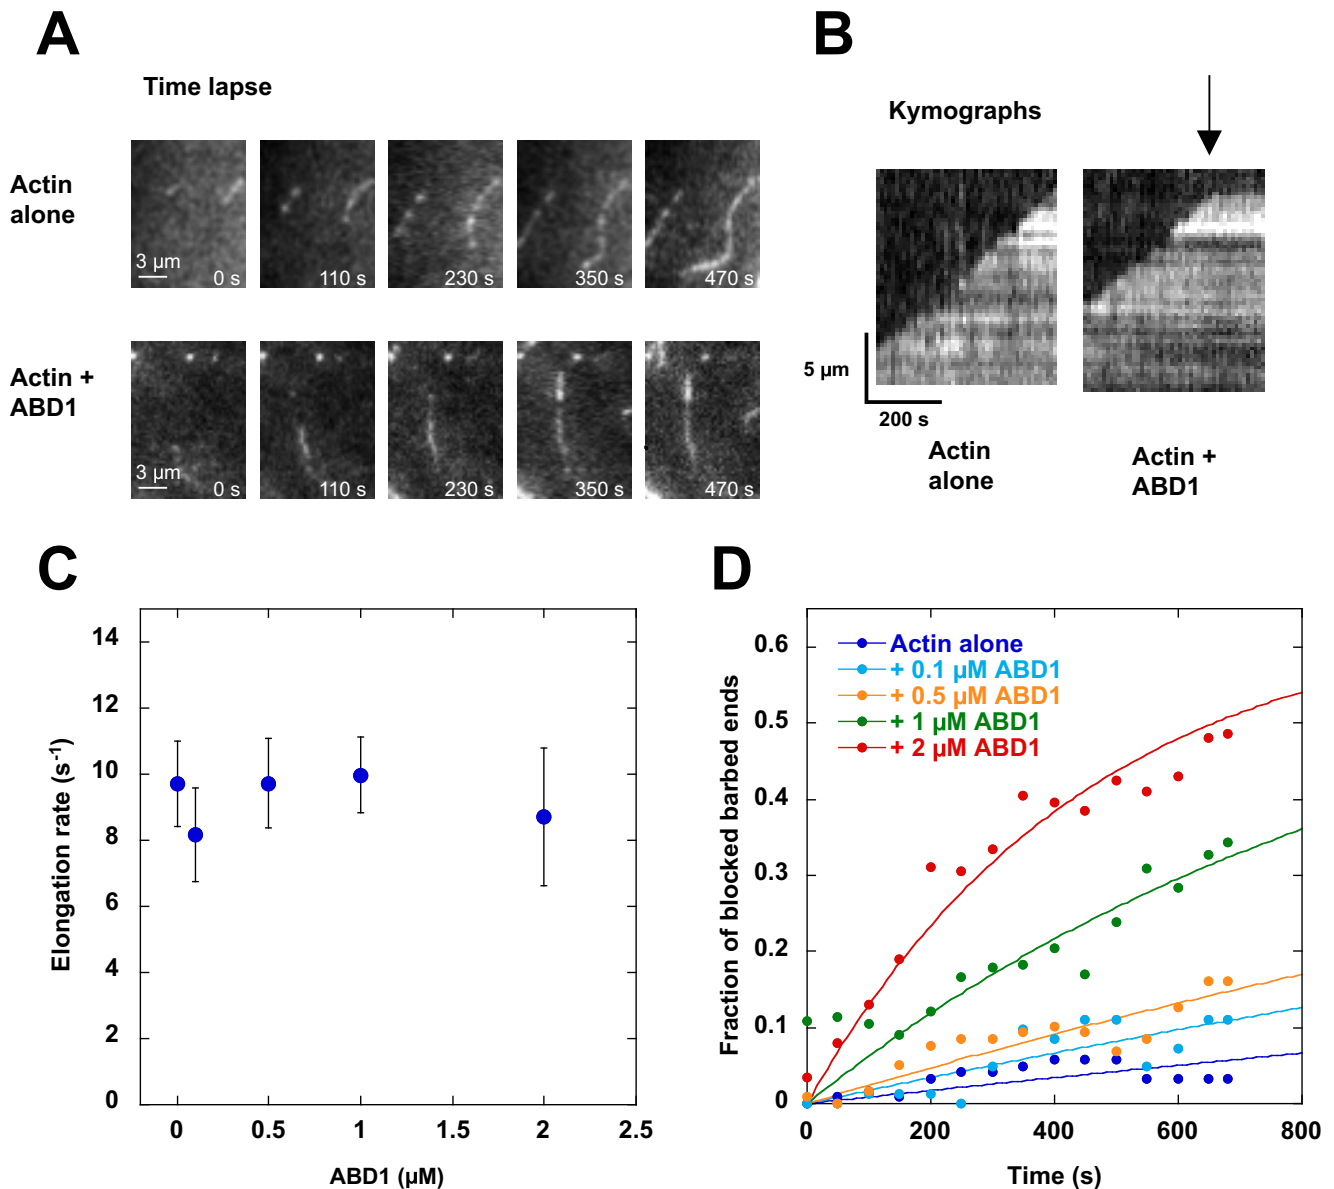 A
B
Time lapse
Kymographs
Actin
alone
3 µm
0 s
110 s
230 s
350 s
470 s
Actin +
ABD1
3 µm
0 s
110 s
230 s
350 s
470 s
5 µm
200 s
Actin
alone
Actin +
ABD1
C
D
Elongation rate (s⁻¹)
14
12
10
8
6
4
2
0
0
0.5
1
1.5
2
2.5
ABD1 (µM)
Fraction of blocked barbed ends
0.6
0.5
0.4
0.3
0.2
0.1
0
Actin alone
+ 0.1 µM ABD1
+ 0.5 µM ABD1
+ 1 µM ABD1
+ 2 µM ABD1
0
200
400
600
800
Time (s)